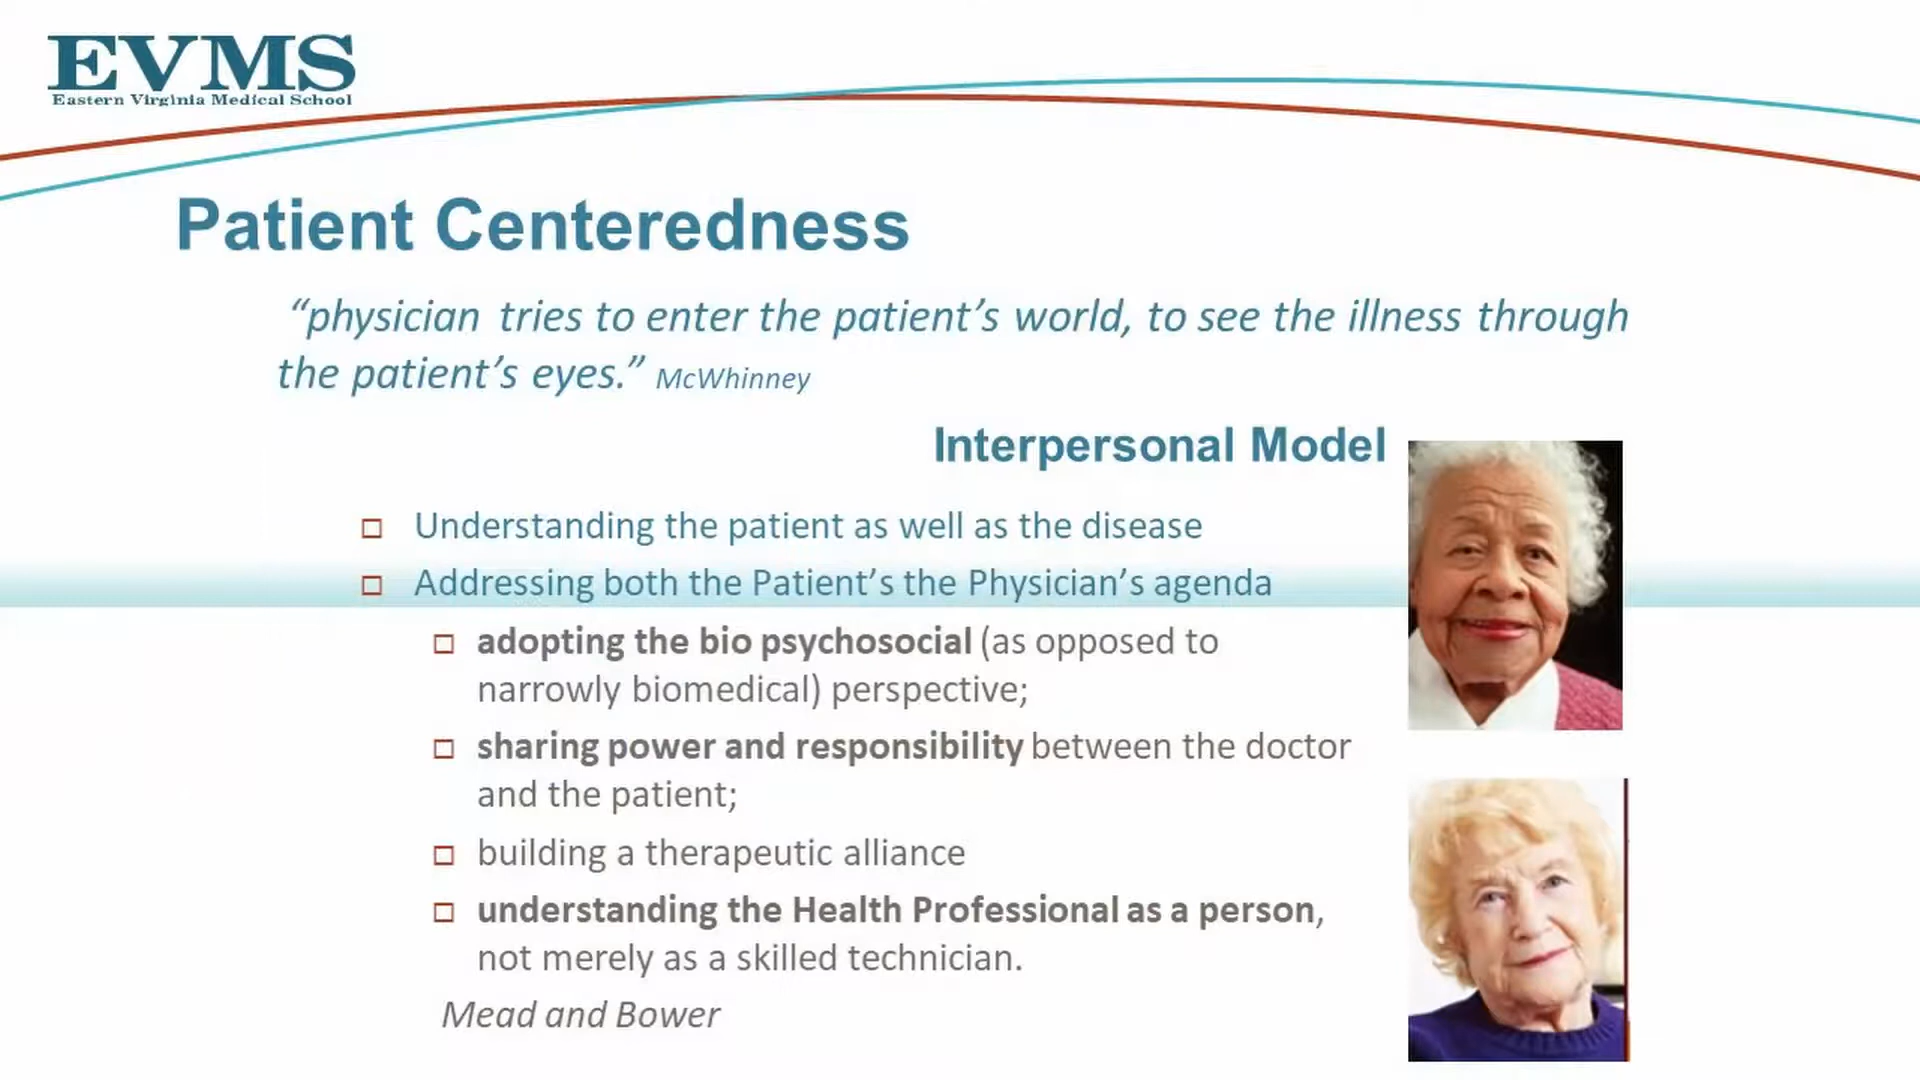 EVMS
Eastern Virginia Medical School
Patient Centeredness
“physician tries to enter the patient’s world, to see the illness through
the patient’s eyes.” McWhinney
Interpersonal Model
Understanding the patient as well as the disease
Addressing both the Patient’s the Physician’s agenda
adopting the bio psychosocial (as opposed to
narrowly biomedical) perspective;
sharing power and responsibility between the doctor
and the patient;
building a therapeutic alliance
understanding the Health Professional as a person,
not merely as a skilled technician.
Mead and Bower